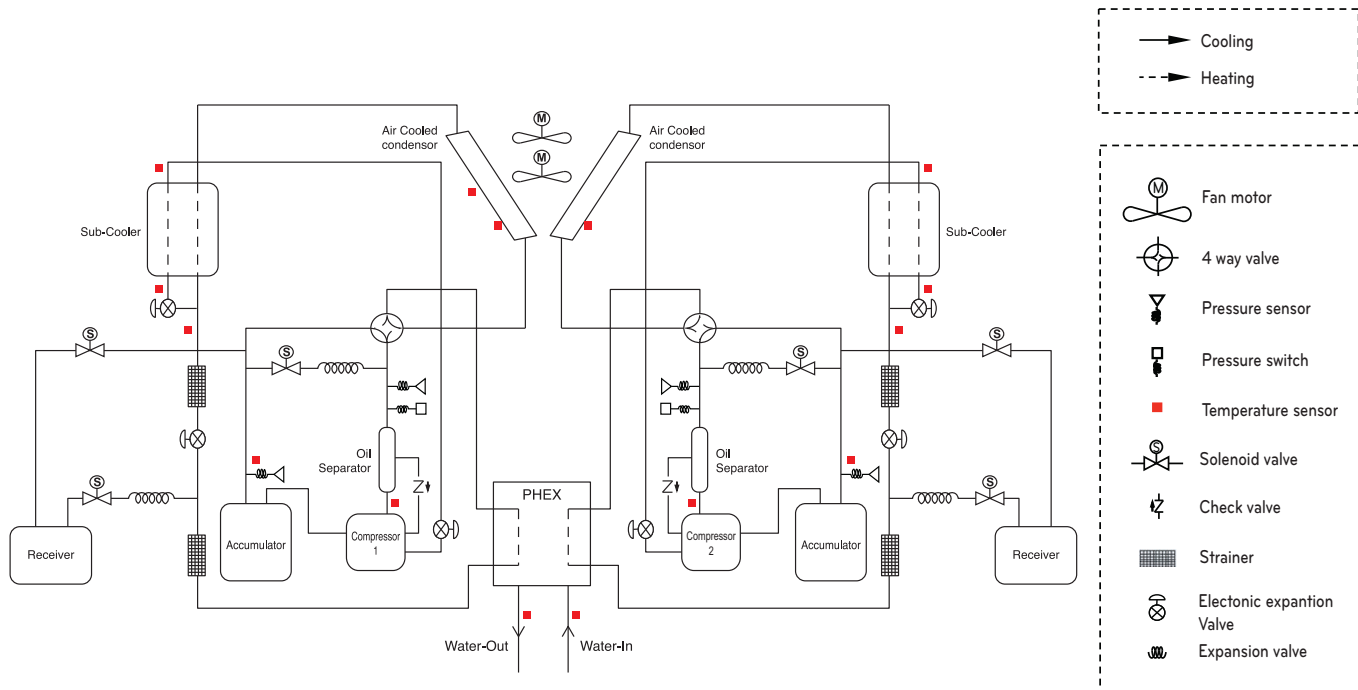 Air Cooled
condensor
M
M
Air Cooled
condensor
Sub-Cooler
Sub-Cooler
S
S
S
S
Oil
Separator
Z
Oil
Separator
Z
S
S
PHEX
Receiver
Accumulator
Compressor
1
Compressor
2
Accumulator
Receiver
Water-Out
Water-In
Cooling
Heating
M
Fan motor
4 way valve
Pressure sensor
Pressure switch
Temperature sensor
S
Solenoid valve
Z
Check valve
Strainer
Electonic expantion
Valve
Expansion valve